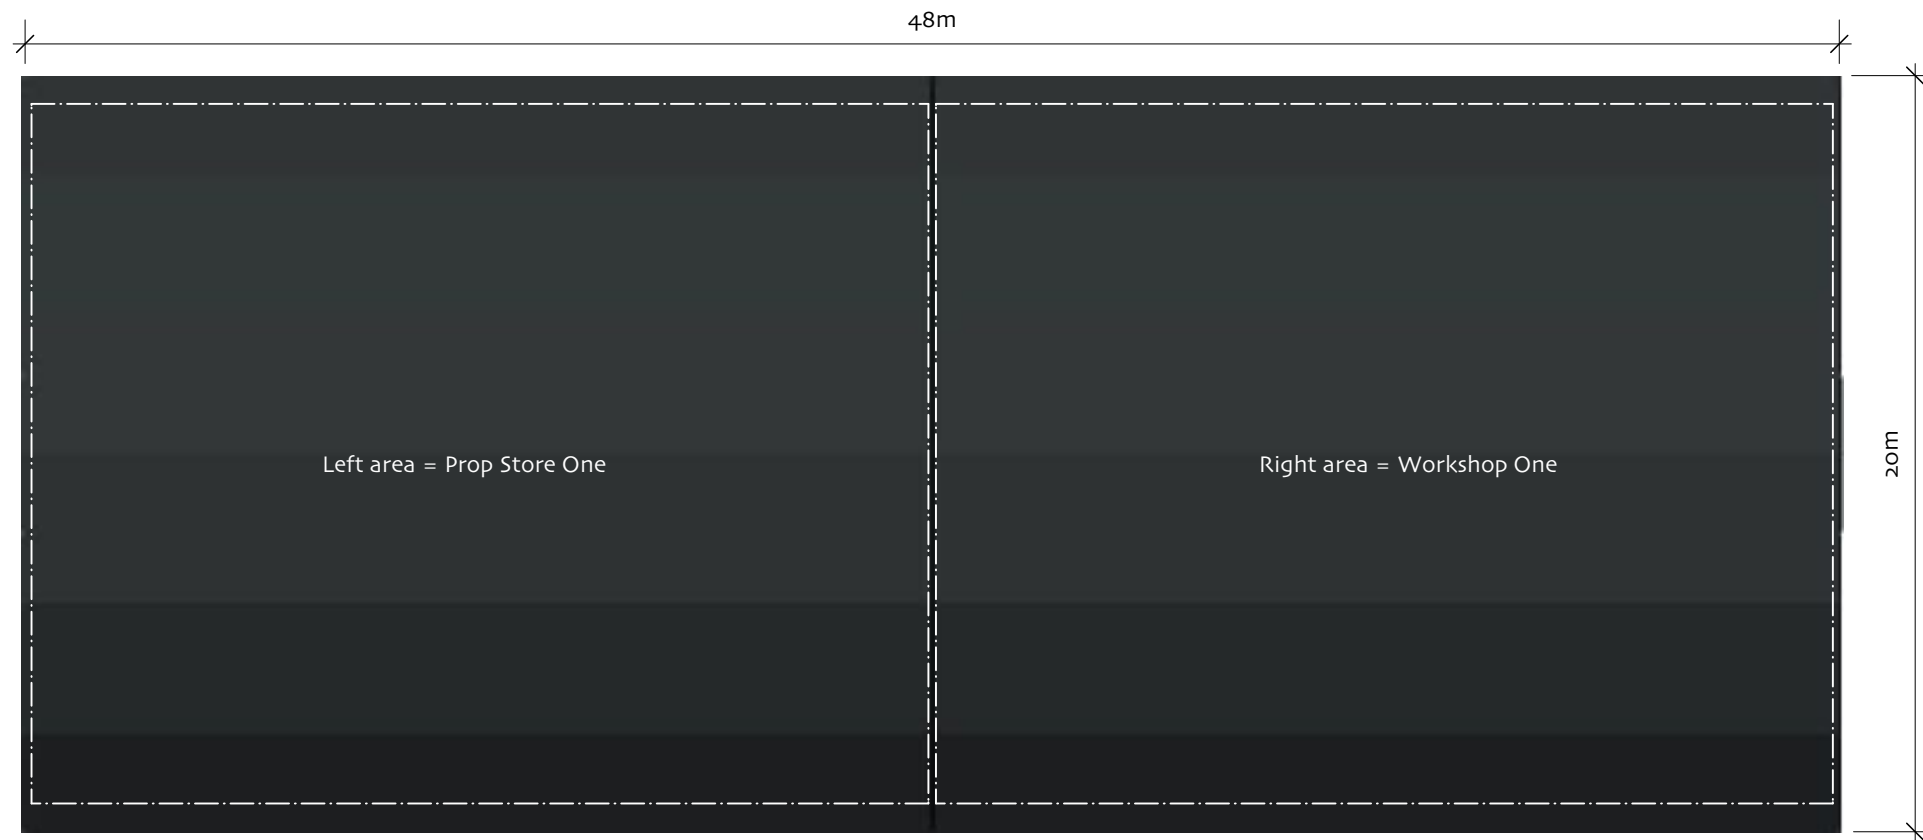 48m
Left area = Prop Store One
Right area = Workshop One
20m